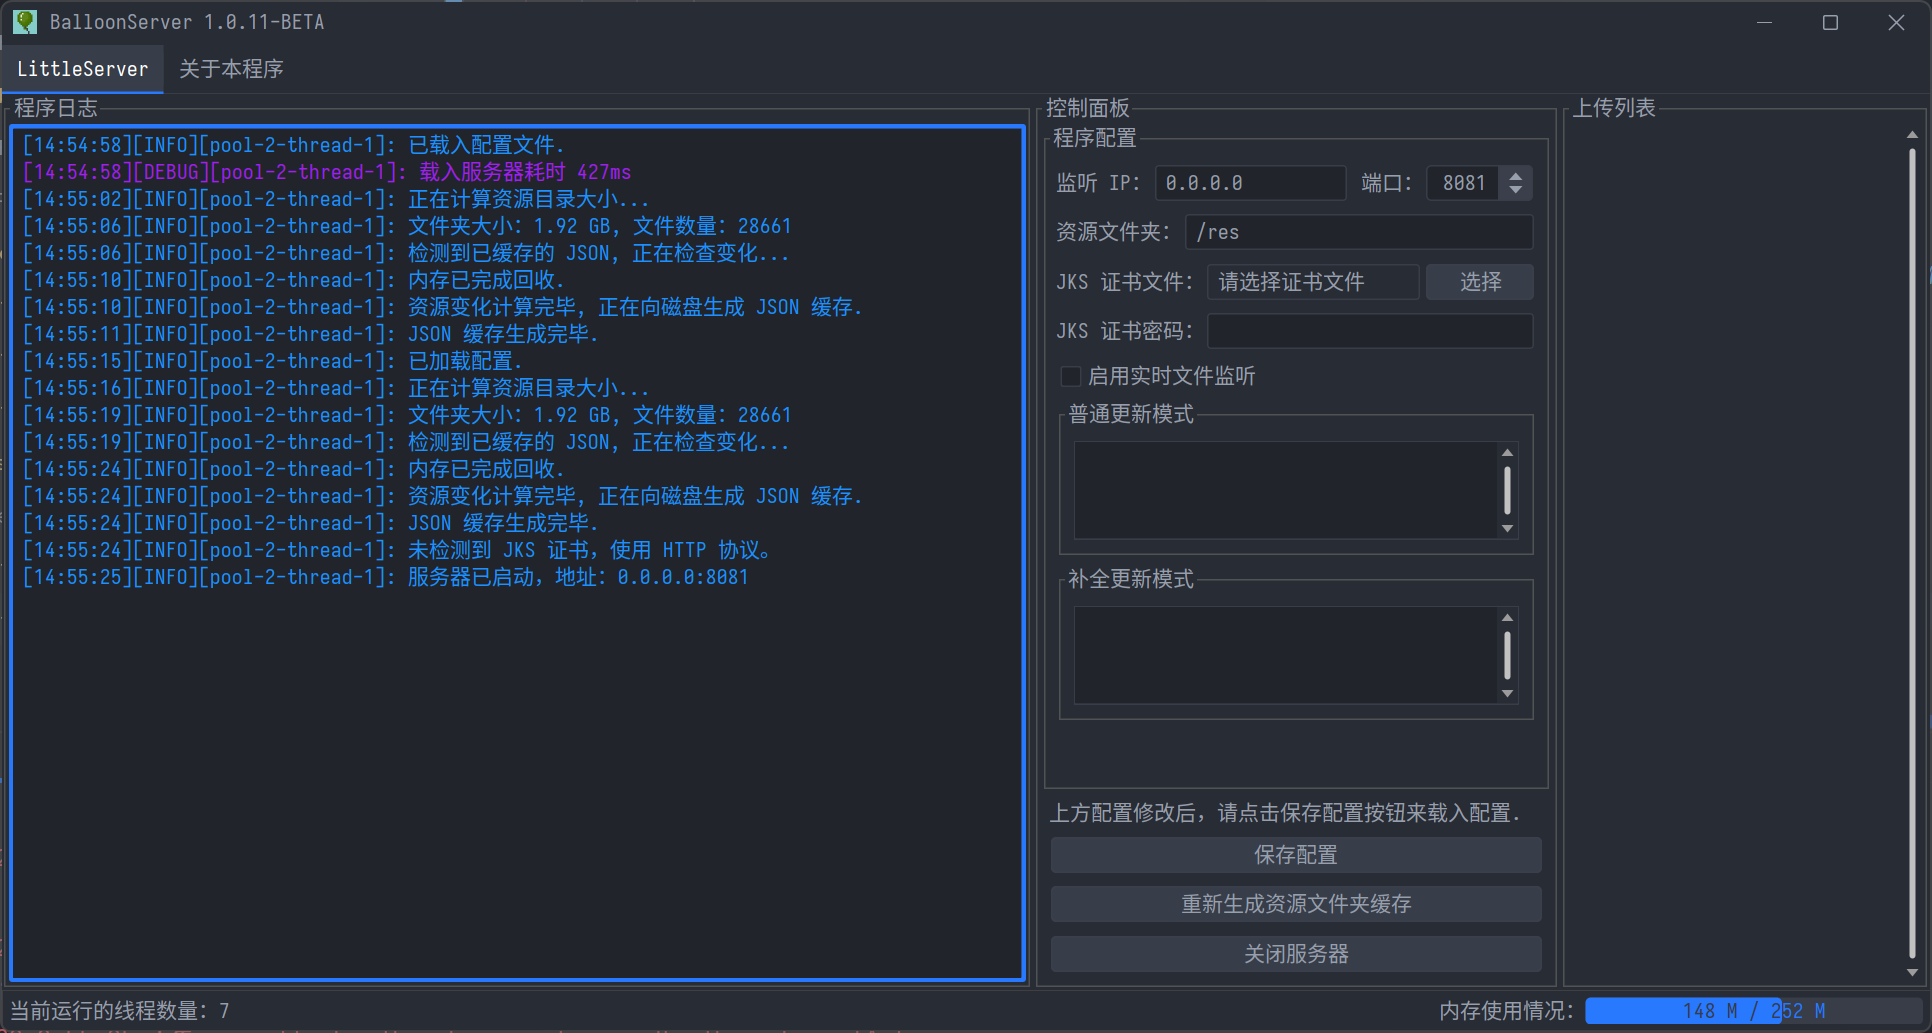 BalloonServer 1.0.11-BETA
LittleServer 关于本程序
程序日志
[14:54:58][INFO][pool-2-thread-1]: 已载入配置文件.
[14:54:58][DEBUG][pool-2-thread-1]: 载入服务器耗时 427ms
[14:55:02][INFO][pool-2-thread-1]: 正在计算资源目录大小...
[14:55:06][INFO][pool-2-thread-1]: 文件夹大小: 1.92 GB, 文件数量: 28661
[14:55:06][INFO][pool-2-thread-1]: 检测到已缓存的 JSON, 正在检查变化...
[14:55:10][INFO][pool-2-thread-1]: 内存已完成回收.
[14:55:10][INFO][pool-2-thread-1]: 资源变化计算完毕, 正在向磁盘生成 JSON 缓存.
[14:55:11][INFO][pool-2-thread-1]: JSON 缓存生成完毕.
[14:55:15][INFO][pool-2-thread-1]: 已加载配置.
[14:55:16][INFO][pool-2-thread-1]: 正在计算资源目录大小...
[14:55:19][INFO][pool-2-thread-1]: 文件夹大小: 1.92 GB, 文件数量: 28661
[14:55:19][INFO][pool-2-thread-1]: 检测到已缓存的 JSON, 正在检查变化...
[14:55:24][INFO][pool-2-thread-1]: 内存已完成回收.
[14:55:24][INFO][pool-2-thread-1]: 资源变化计算完毕, 正在向磁盘生成 JSON 缓存.
[14:55:24][INFO][pool-2-thread-1]: JSON 缓存生成完毕.
[14:55:24][INFO][pool-2-thread-1]: 未检测到 JKS 证书，使用 HTTP 协议。
[14:55:25][INFO][pool-2-thread-1]: 服务器已启动，地址: 0.0.0.0:8081
控制面板
程序配置
监听 IP: 0.0.0.0 端口: 8081
资源文件夹: /res
JKS 证书文件: 请选择证书文件 选择
JKS 证书密码:
启用实时文件监听
普通更新模式
补全更新模式
上方配置修改后，请点击保存配置按钮来载入配置.
保存配置
重新生成资源文件夹缓存
关闭服务器
上传列表
当前运行的线程数量: 7
内存使用情况: 148 M / 252 M